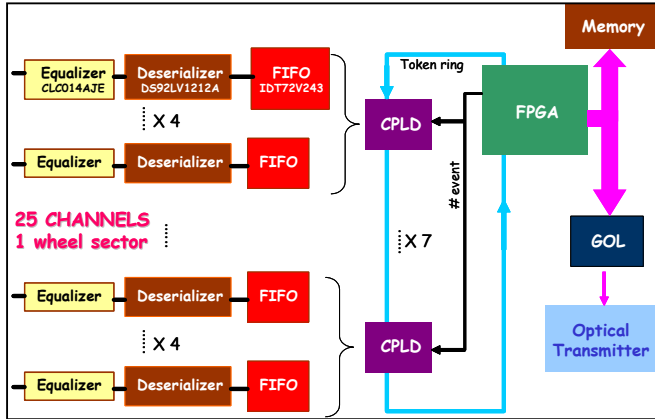 Memory
Equalizer
CLC014AJE
Deserializer
DS92LV1212A
FIFO
IDT72V243
Token ring
FPGA
CPLD
X 4
Equalizer
Deserializer
FIFO
# event
25 CHANNELS
1 wheel sector
X 7
GOL
Equalizer
Deserializer
FIFO
X 4
CPLD
Optical
Transmitter
Equalizer
Deserializer
FIFO